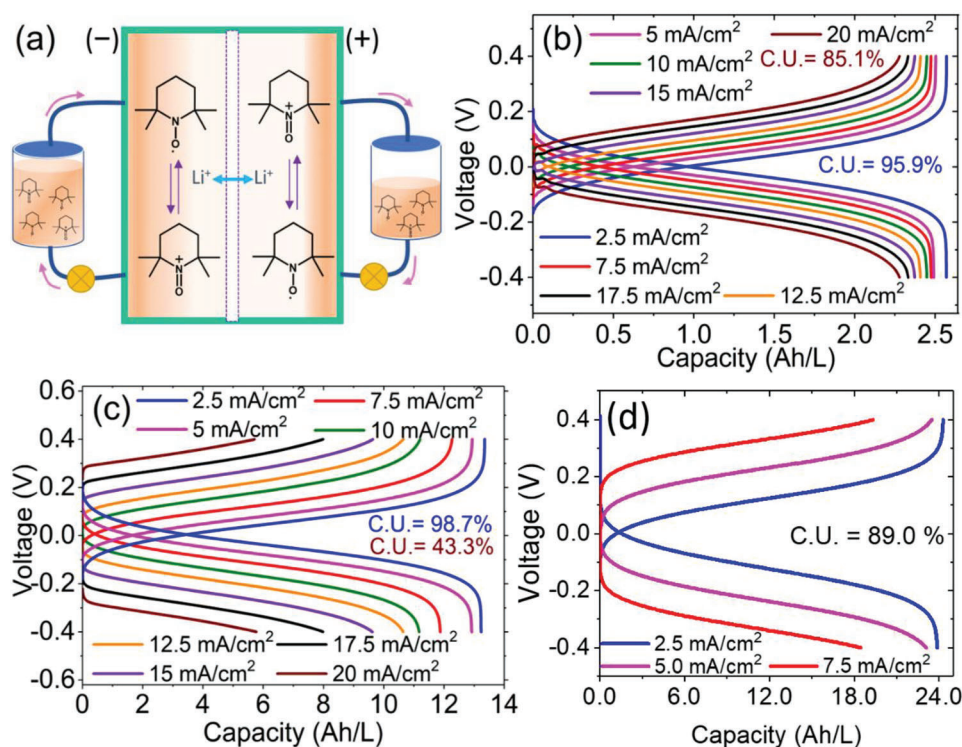 (a)
(−)
(+)
N
O
N
O
Li⁺
Li⁺
N
O
N
O
(b)
5 mA/cm²
20 mA/cm²
10 mA/cm²
C.U.= 85.1%
15 mA/cm²
C.U. = 95.9%
2.5 mA/cm²
7.5 mA/cm²
17.5 mA/cm²
12.5 mA/cm²
Voltage (V)
0.4
0.2
0.0
-0.2
-0.4
0.0
0.5
1.0
1.5
2.0
2.5
Capacity (Ah/L)
(c)
2.5 mA/cm²
7.5 mA/cm²
5 mA/cm²
10 mA/cm²
C.U.= 98.7%
C.U.= 43.3%
12.5 mA/cm²
17.5 mA/cm²
15 mA/cm²
20 mA/cm²
Voltage (V)
0.6
0.4
0.2
0.0
-0.2
-0.4
-0.6
0
2
4
6
8
10
12
14
Capacity (Ah/L)
(d)
C.U. = 89.0 %
2.5 mA/cm²
5.0 mA/cm²
7.5 mA/cm²
Voltage (V)
0.4
0.2
0.0
-0.2
-0.4
0.0
6.0
12.0
18.0
24.0
Capacity (Ah/L)